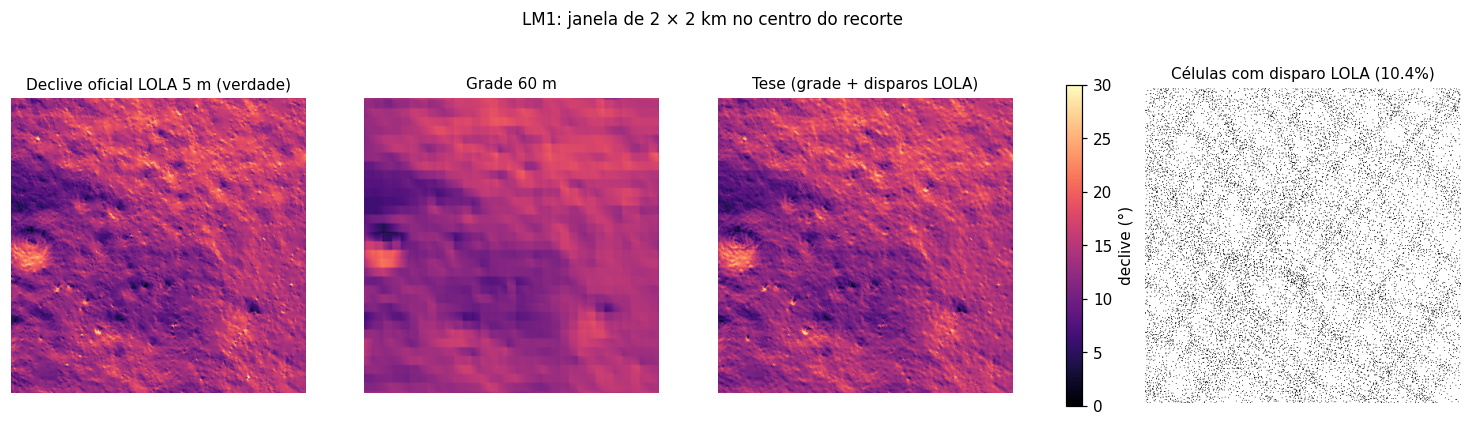 LM1: janela de 2 × 2 km no centro do recorte
Declive oficial LOLA 5 m (verdade)
Grade 60 m
Tese (grade + disparos LOLA)
Células com disparo LOLA (10.4%)
30
25
20
15
10
5
0
declive (°)